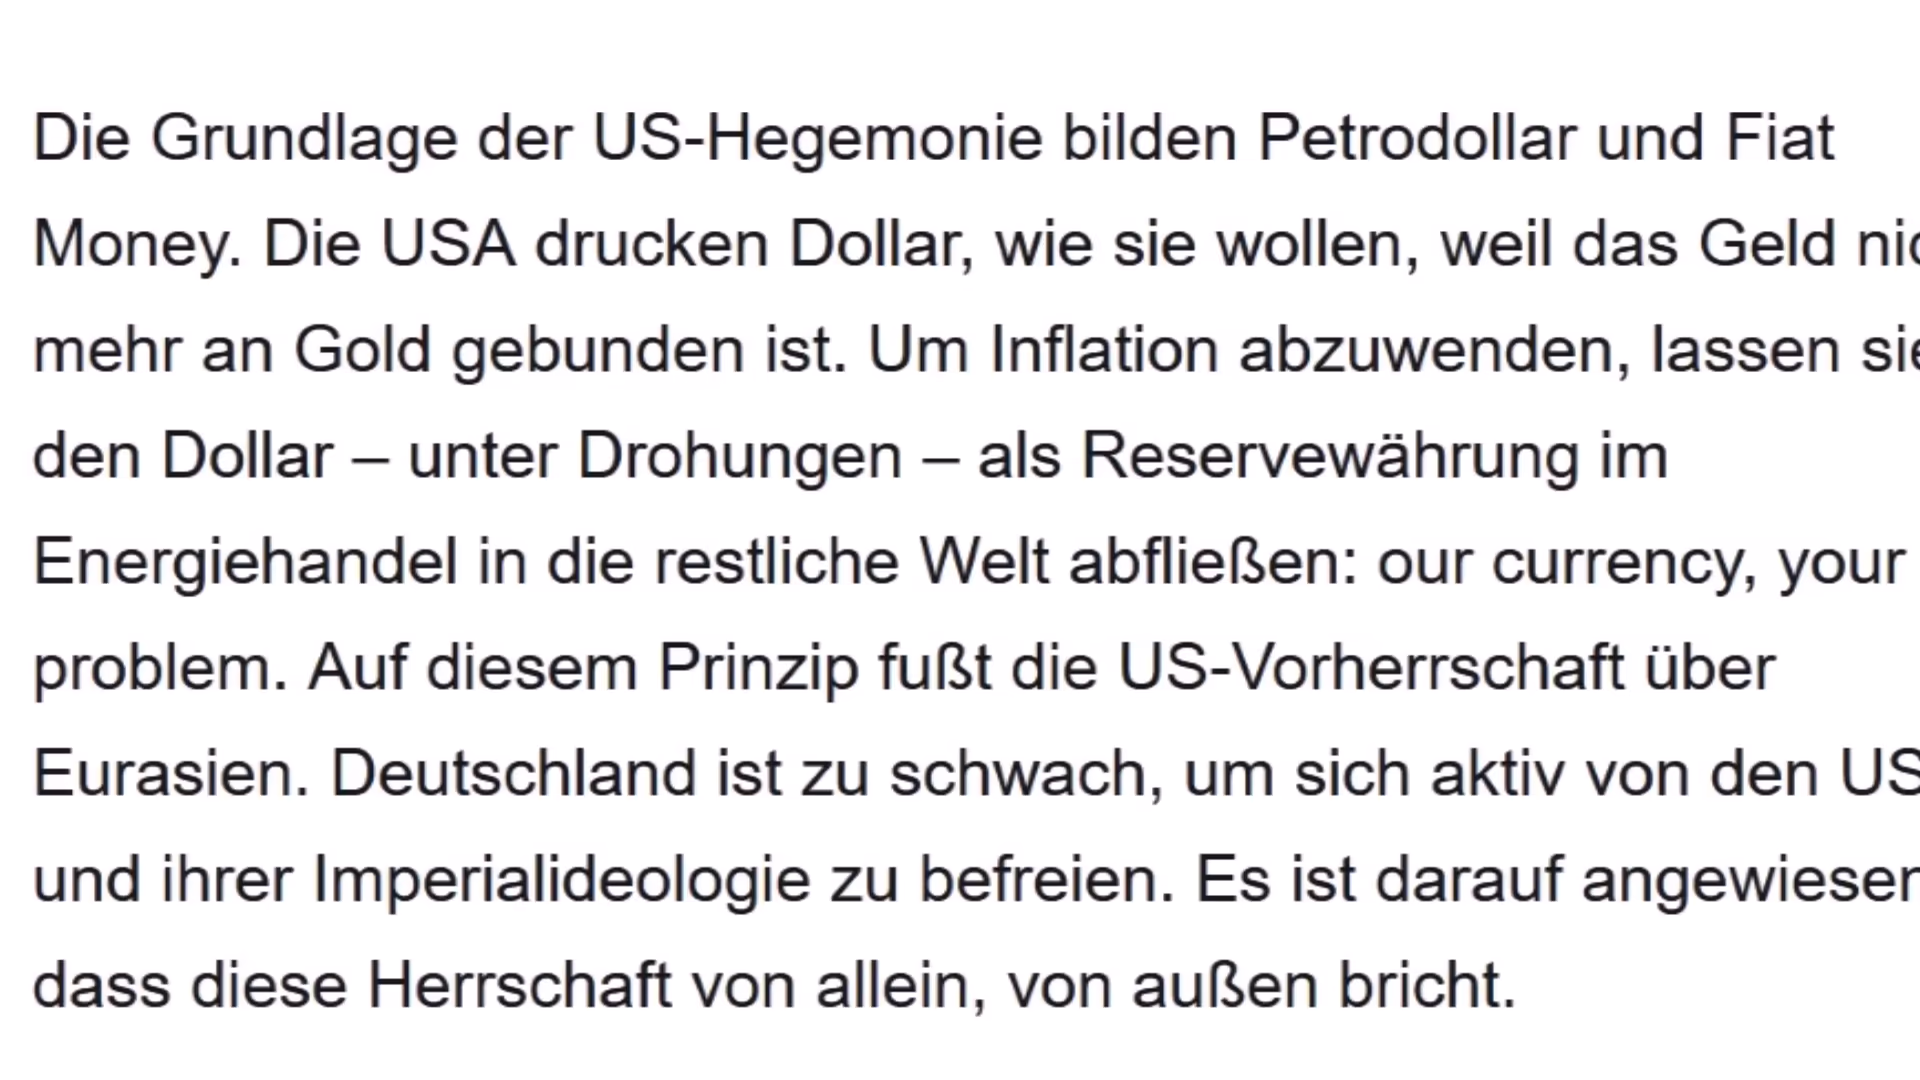 Die Grundlage der US-Hegemonie bilden Petrodollar und Fiat
Money. Die USA drucken Dollar, wie sie wollen, weil das Geld
mehr an Gold gebunden ist. Um Inflation abzuwenden, lassen sie
den Dollar – unter Drohungen – als Reservewährung im
Energiehandel in die restliche Welt abfließen: our currency, your
problem. Auf diesem Prinzip fußt die US-Vorherrschaft über
Eurasien. Deutschland ist zu schwach, um sich aktiv von den US
und ihrer Imperialideologie zu befreien. Es ist darauf angewiesen
dass diese Herrschaft von allein, von außen bricht.